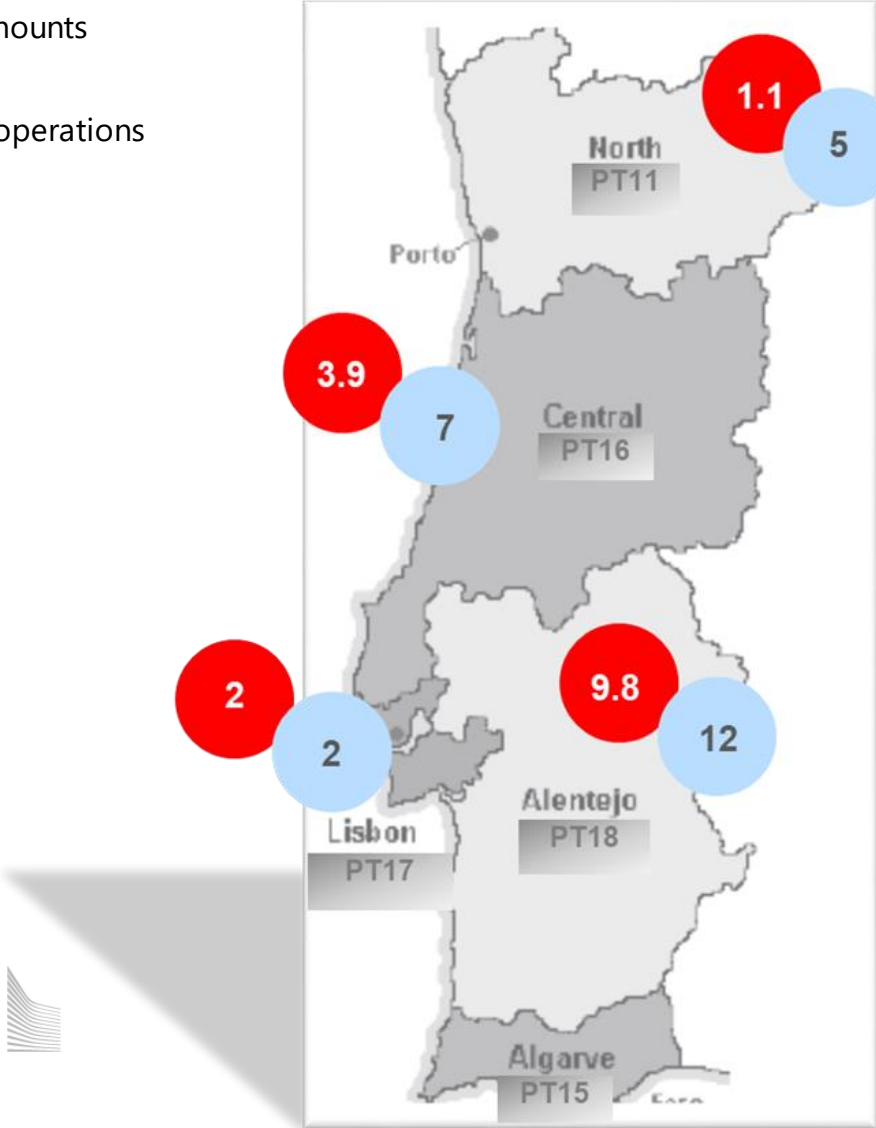 mounts
operations
1.1
5
North
PT11
Porto
3.9
7
Central
PT16
9.8
2
12
2
Alentejo
PT18
Lisbon
PT17
Algarve
PT15